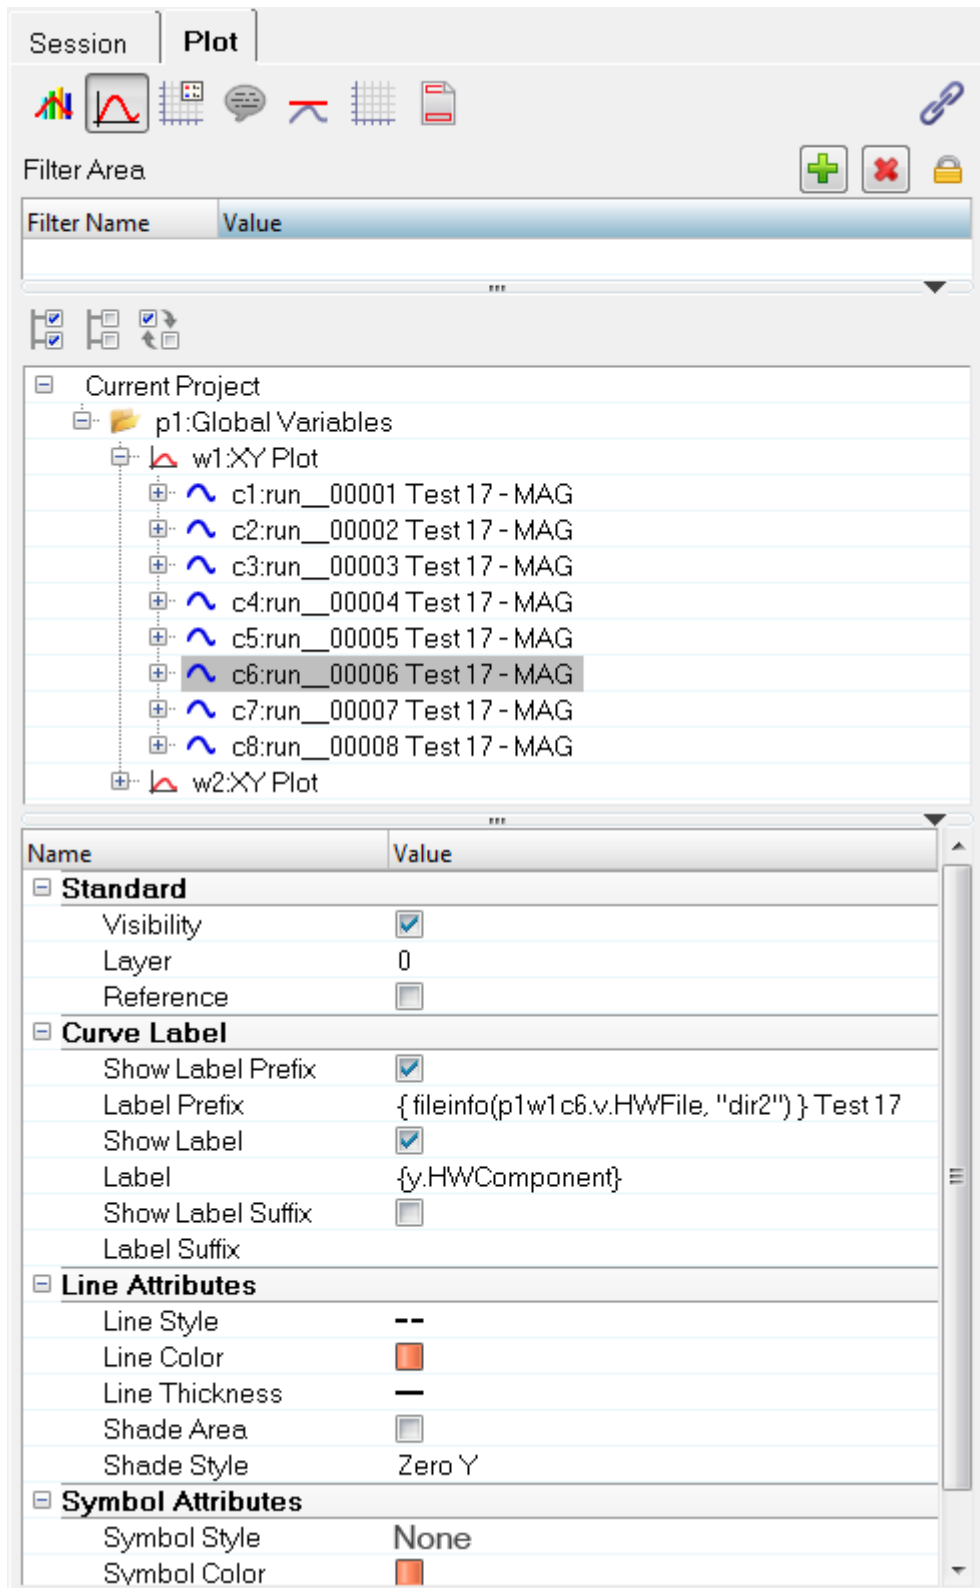 Session Plot
Filter Area
Filter Name Value
Current Project
p1:Global Variables
w1:XY Plot
c1:run__00001 Test 17 - MAG
c2:run__00002 Test 17 - MAG
c3:run__00003 Test 17 - MAG
c4:run__00004 Test 17 - MAG
c5:run__00005 Test 17 - MAG
c6:run__00006 Test 17 - MAG
c7:run__00007 Test 17 - MAG
c8:run__00008 Test 17 - MAG
w2:XY Plot
Name Value
Standard
Visibility
Layer 0
Reference
Curve Label
Show Label Prefix
Label Prefix { fileinfo(p1w1c6.v.HWFile, "dir2") } Test 17
Show Label
Label {y.HWComponent}
Show Label Suffix
Label Suffix
Line Attributes
Line Style
Line Color
Line Thickness
Shade Area
Shade Style Zero Y
Symbol Attributes
Symbol Style None
Symbol Color